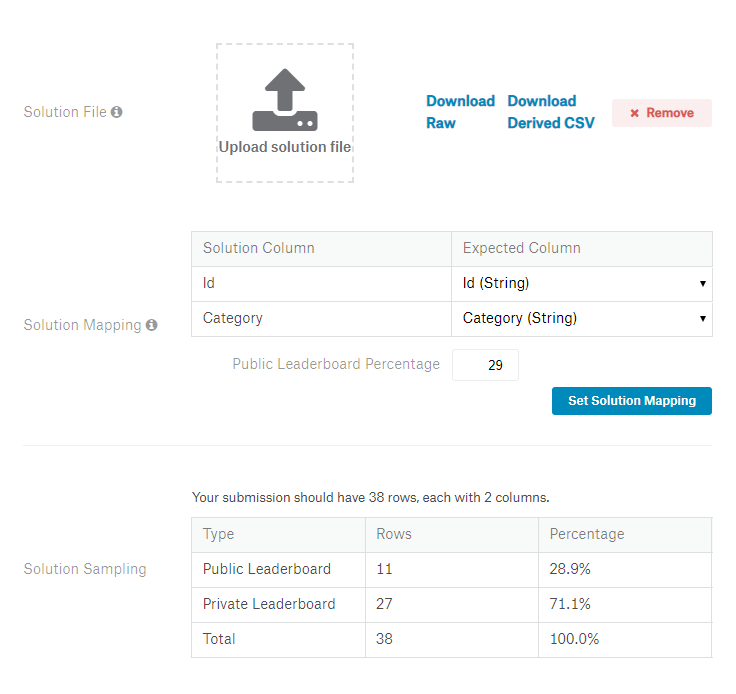 Solution File
Upload solution file
Download Raw
Download Derived CSV
Remove
Solution Mapping
Solution Column Expected Column
Id Id (String)
Category Category (String)
Public Leaderboard Percentage 29
Set Solution Mapping
Your submission should have 38 rows, each with 2 columns.
Solution Sampling
Type Rows Percentage
Public Leaderboard 11 28.9%
Private Leaderboard 27 71.1%
Total 38 100.0%